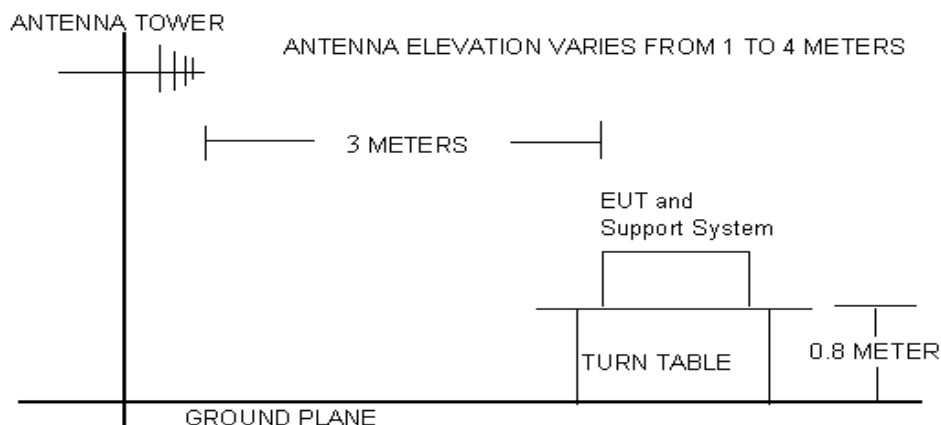 ANTENNA TOWER
ANTENNA ELEVATION VARIES FROM 1 TO 4 METERS
3 METERS
EUT and
Support System
TURN TABLE
0.8 METER
GROUND PLANE